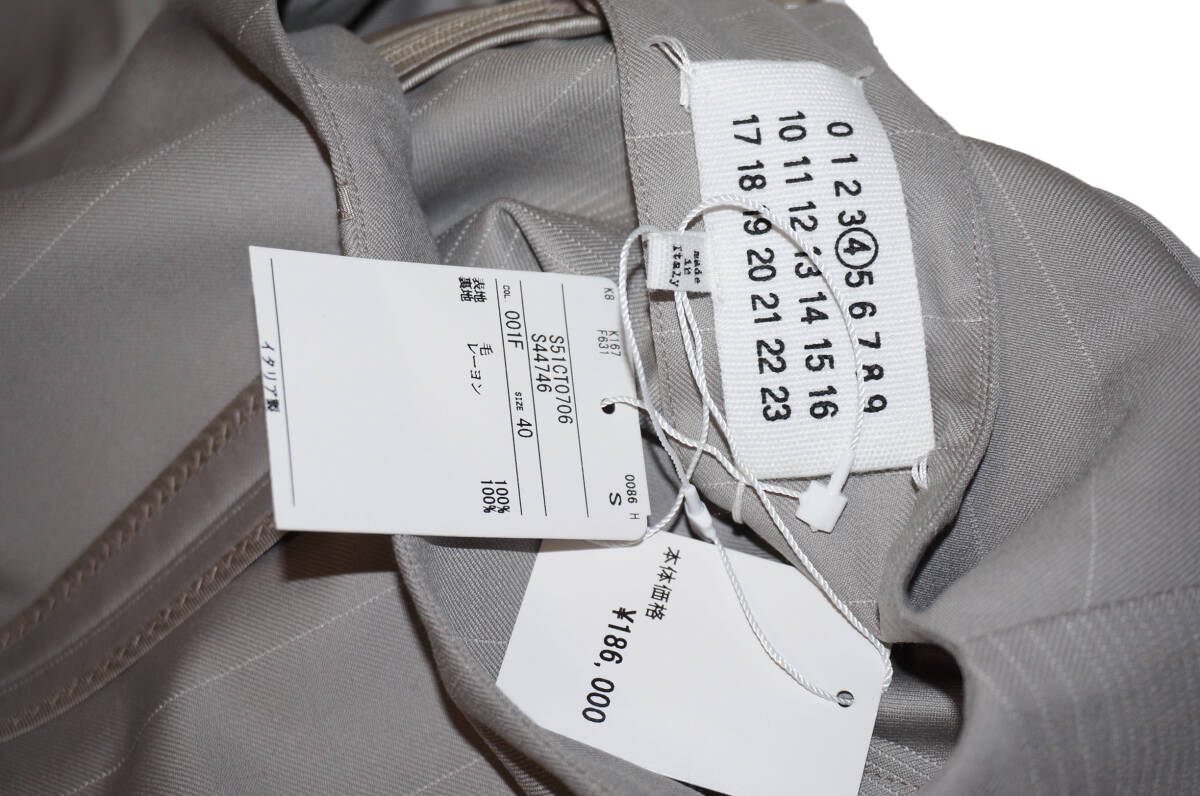 0 1 2 3 4 5 6 7 8 9
10 11 12 13 14 15 16
17 18 19 20 21 22 23
made
in
Italy
K8 K167 0086 H
F631 S
S51CT0706
S44746
COL. 001F SIZE 40
表地 毛 100%
裏地 レーヨン 100%
イタリア製
本体価格
¥186,000